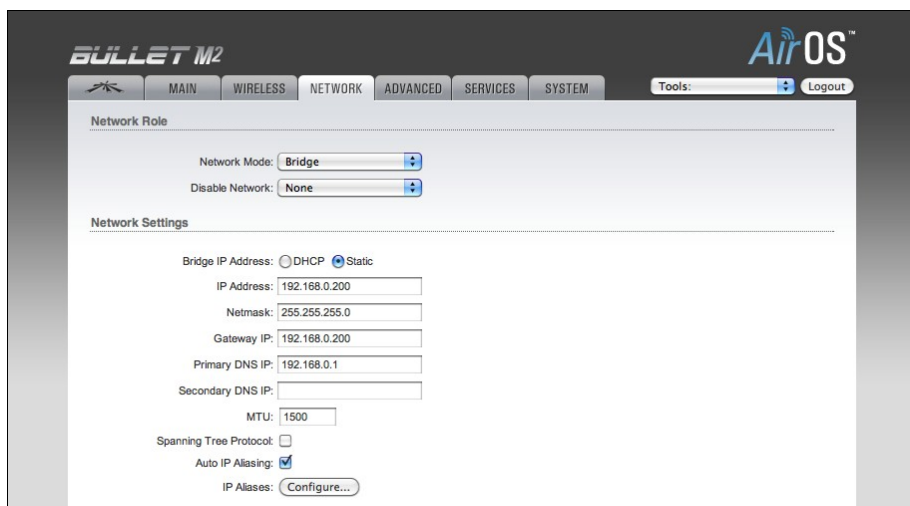 BULLET M2
AirOS™
MAIN WIRELESS NETWORK ADVANCED SERVICES SYSTEM Tools: Logout
Network Role
Network Mode: Bridge
Disable Network: None
Network Settings
Bridge IP Address: DHCP Static
IP Address: 192.168.0.200
Netmask: 255.255.255.0
Gateway IP: 192.168.0.200
Primary DNS IP: 192.168.0.1
Secondary DNS IP:
MTU: 1500
Spanning Tree Protocol:
Auto IP Aliasing:
IP Aliases: Configure...